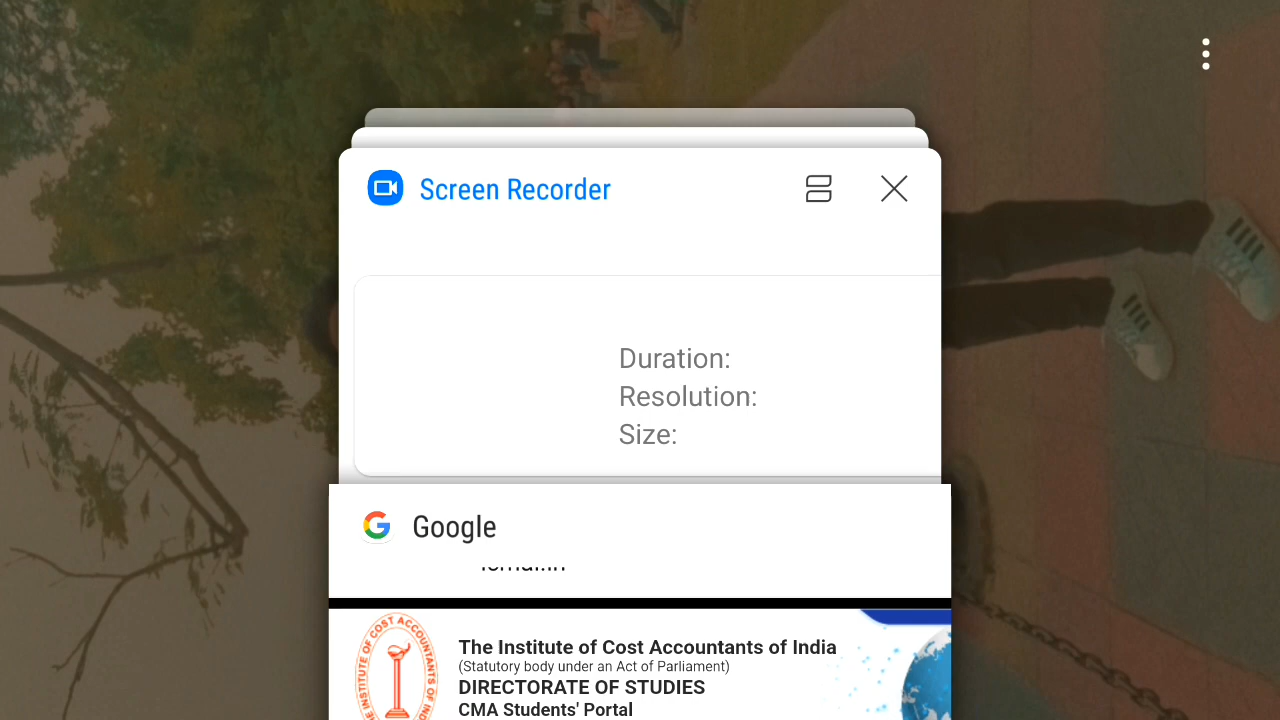 Screen Recorder
Duration:
Resolution:
Size:
Google
The Institute of Cost Accountants of India
(Statutory body under an Act of Parliament)
DIRECTORATE OF STUDIES
CMA Students' Portal